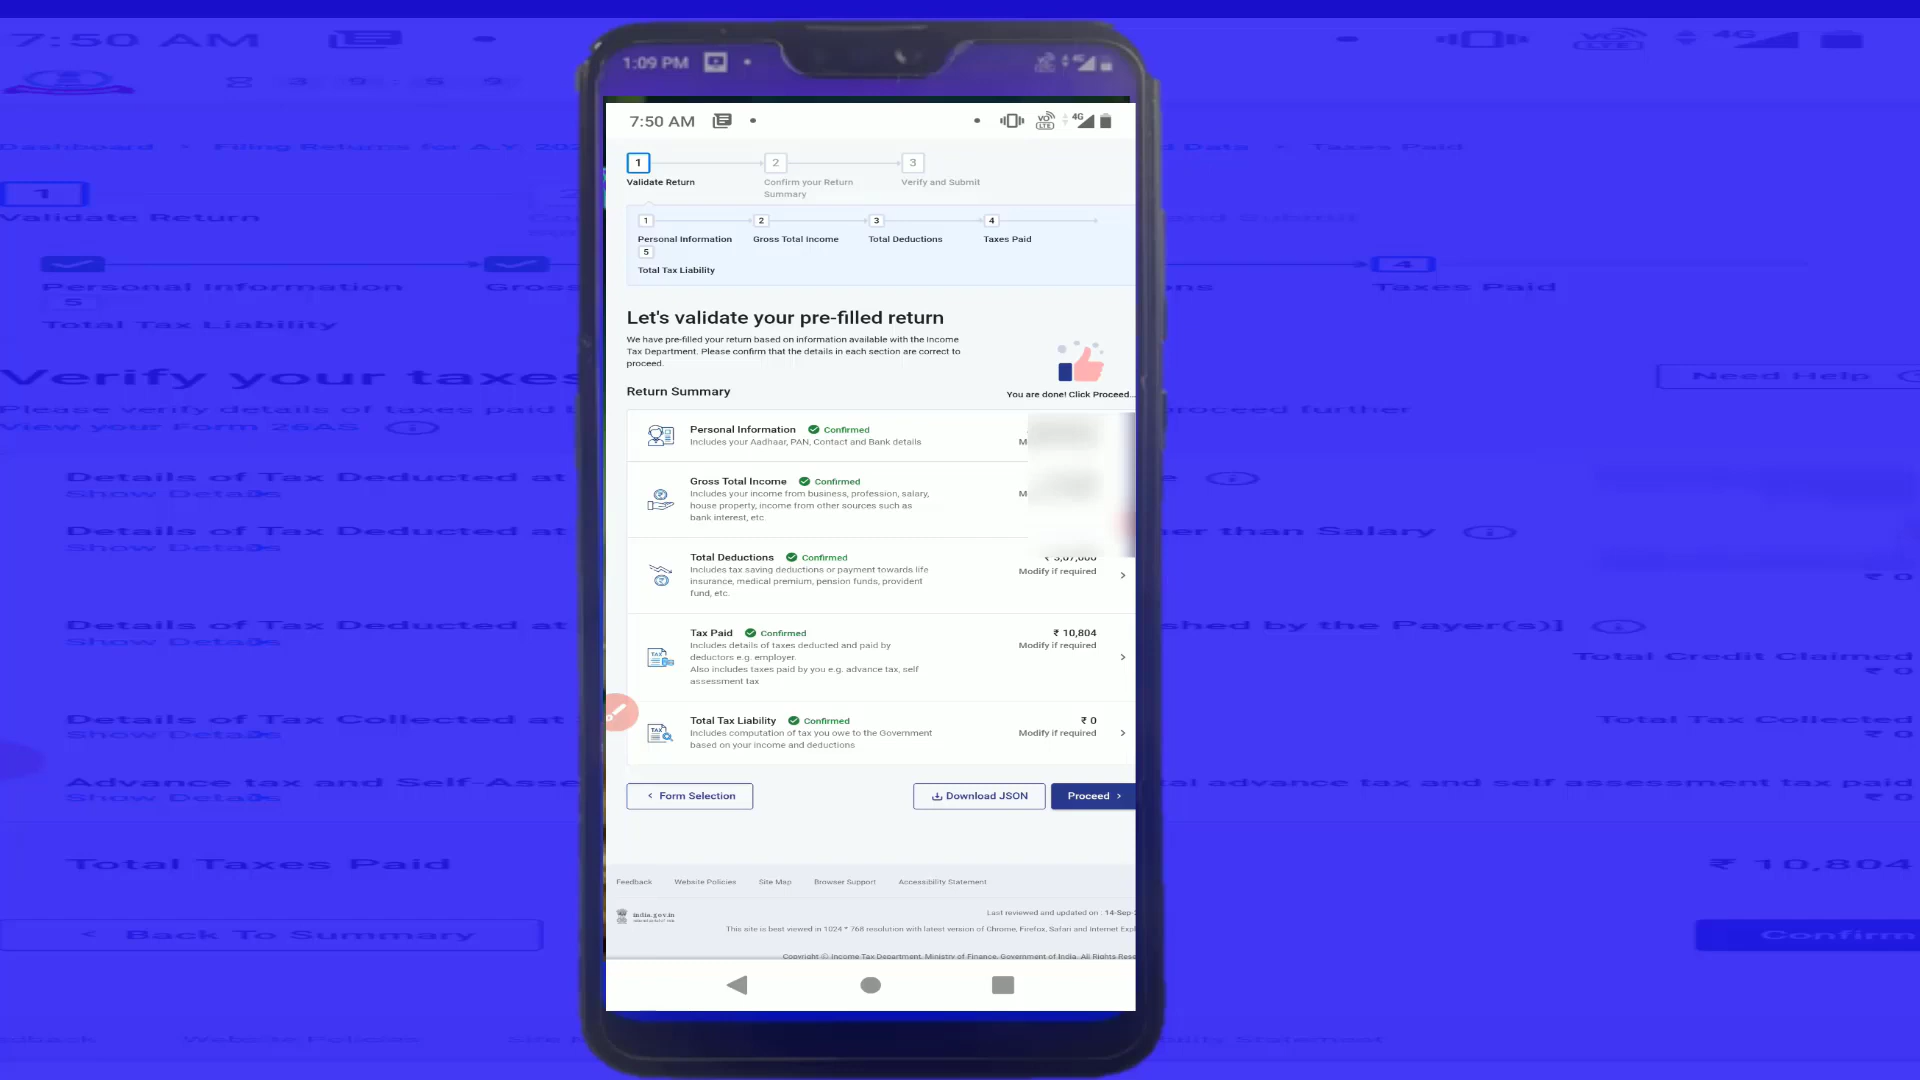 7:50 AM
1:09 PM
Validate Return
1
Validate Return
2
Confirm your Return
Summary
3
Verify and Submit
1
Personal Information
2
Gross Total Income
3
Total Deductions
4
Taxes Paid
5
Total Tax Liability
Let's validate your pre-filled return
We have pre-filled your return based on information available with the Income
Tax Department. Please confirm that the details in each section are correct to
proceed.
You are done! Click Proceed...
Return Summary
Personal Information Confirmed
Includes your Aadhaar, PAN, Contact and Bank details
Gross Total Income Confirmed
Includes your income from business, profession, salary,
house property, income from other sources such as
bank interest, etc.
Total Deductions Confirmed
Includes tax saving deductions or payment towards life
insurance, medical premium, pension funds, provident
fund, etc.
Modify if required
Tax Paid Confirmed ₹ 10,804
Includes details of taxes deducted and paid by
deductors e.g. employer.
Also includes taxes paid by you e.g. advance tax, self
assessment tax
Modify if required
Total Tax Liability Confirmed ₹ 0
Includes computation of tax you owe to the Government
based on your income and deductions
Modify if required
< Form Selection
Download JSON
Proceed >
Feedback Website Policies Site Map Browser Support Accessibility Statement
india.gov.in
Last reviewed and updated on : 14-Sep-
This site is best viewed in 1024 * 768 resolution with latest version of Chrome, Firefox, Safari and Internet Expl
Copyright © Income Tax Department, Ministry of Finance, Government of India. All Rights Rese
Personal Information
Taxes Paid
5
Total Tax Liability
Verify your taxes
Need Help
Please verify details of taxes paid
proceed further
View your Form 26AS
Details of Tax Deducted at
Show Details
Details of Tax Deducted at
er than Salary
Show Details
Details of Tax Deducted at
shed by the Payer(s)]
Show Details
Total Credit Claimed
₹ 0
Details of Tax Collected at
Total Tax Collected
Show Details
₹ 0
Advance tax and Self-Asse
tal advance tax and self assessment tax paid
Show Details
₹ 0
Total Taxes Paid
₹ 10,804
< Back To Summary
Confirm